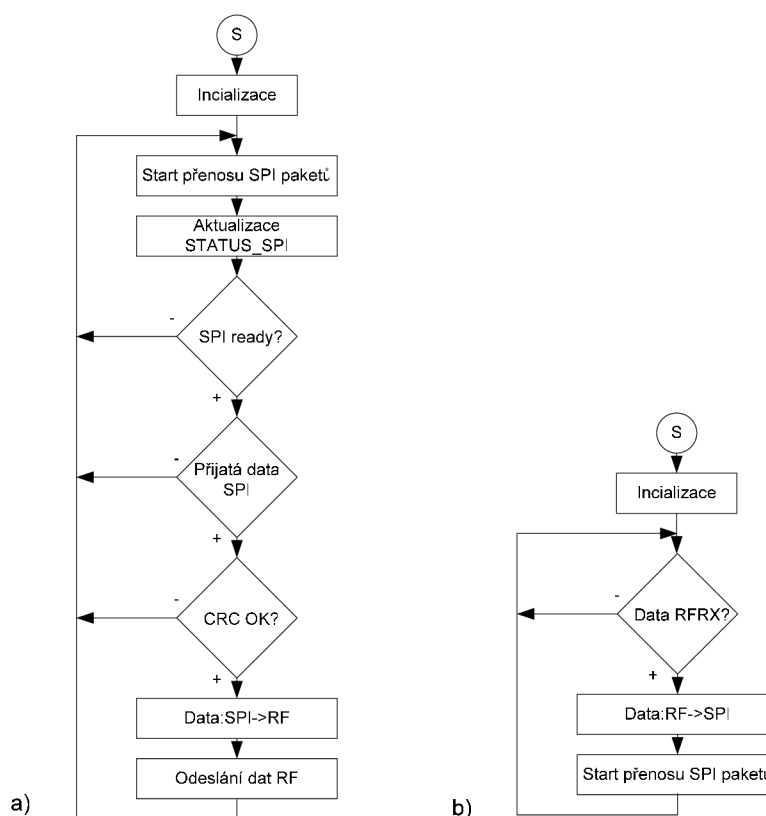 S
Incializace
Start přenosu SPI paketů
Aktualizace
STATUS_SPI
-
SPI ready?
+
-
Přijatá data
SPI
+
-
CRC OK?
+
Data:SPI->RF
Odeslání dat RF
a)
S
Incializace
-
Data RFRX?
+
Data:RF->SPI
Start přenosu SPI paketů
b)